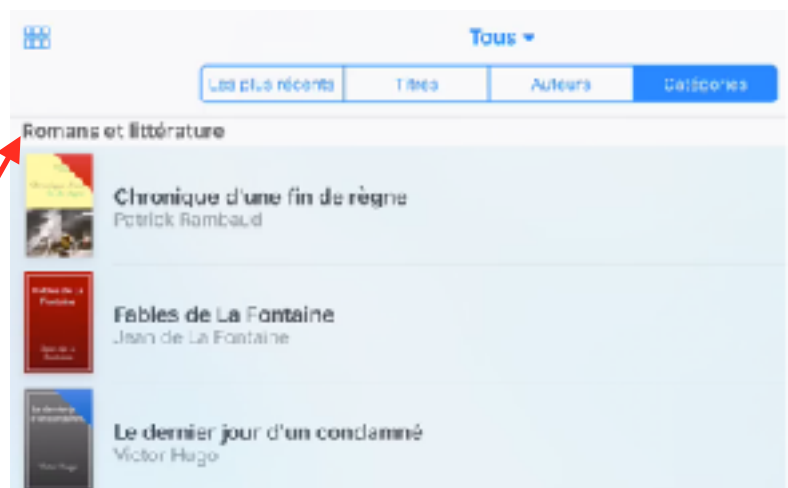 Tous
Les plus récents Titres Auteurs Catégories
Romans et littérature
Chronique d'une fin de règne
Patrick Rambaud
Fables de La Fontaine
Jean de La Fontaine
Le dernier jour d'un condamné
Victor Hugo